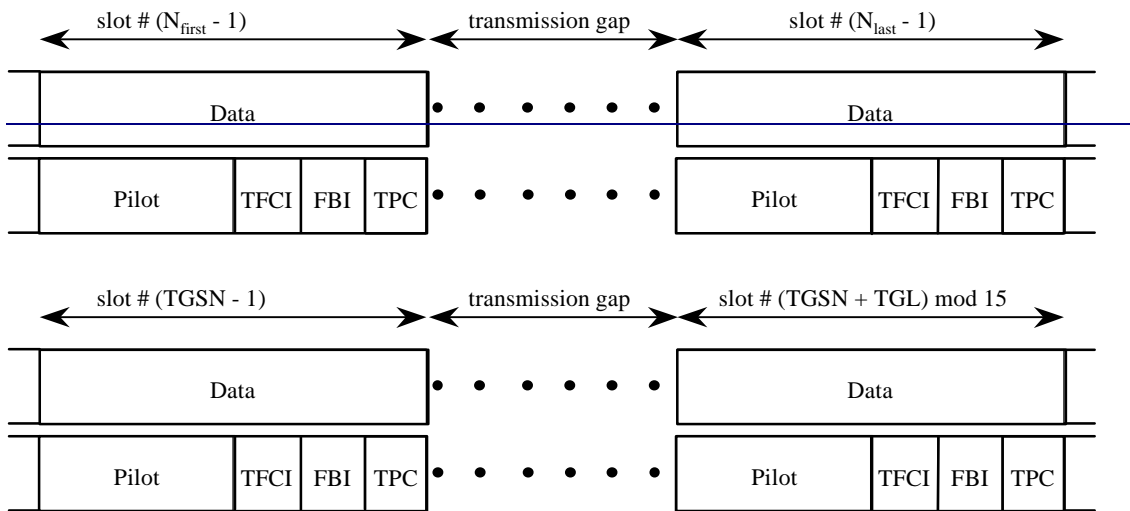 slot # (N_first - 1) transmission gap slot # (N_last - 1)
Data Data
Pilot TFCI FBI TPC Pilot TFCI FBI TPC
slot # (TGSN - 1) transmission gap slot # (TGSN + TGL) mod 15
Data Data
Pilot TFCI FBI TPC Pilot TFCI FBI TPC